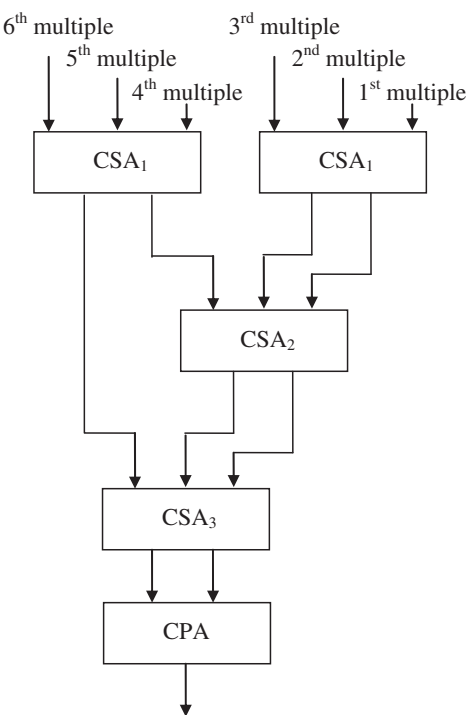 6th multiple
3rd multiple
5th multiple
2nd multiple
4th multiple
1st multiple
CSA1
CSA1
CSA2
CSA3
CPA